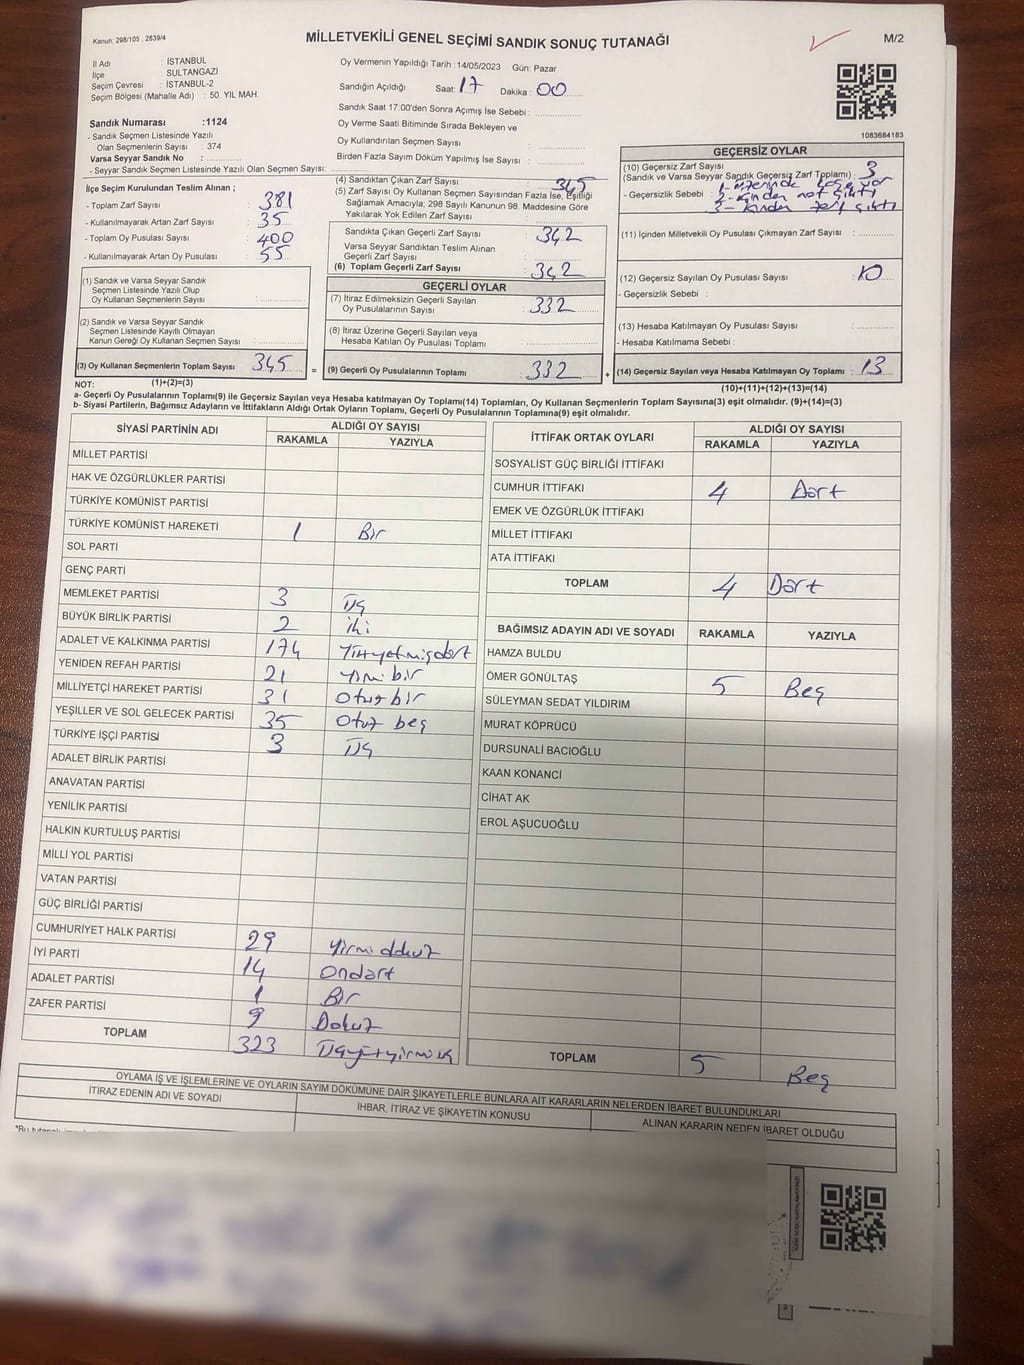 Kanun; 298/105 , 2839/4
MİLLETVEKİLİ GENEL SEÇİMİ SANDIK SONUÇ TUTANAĞI
M/2
İl Adı : İSTANBUL
İlçe : SULTANGAZİ
Seçim Çevresi : İSTANBUL-2
Seçim Bölgesi (Mahalle Adı) : 50. YIL MAH.
Oy Vermenin Yapıldığı Tarih :14/05/2023 Gün: Pazar
Sandığın Açıldığı Saat: 17 Dakika : 00
Sandık Saat 17:00'den Sonra Açımış İse Sebebi :
Oy Verme Saati Bitiminde Sırada Bekleyen ve
Oy Kullandırılan Seçmen Sayısı :
Birden Fazla Sayım Döküm Yapılmış İse Sayısı :
1083684183
Sandık Numarası :1124
- Sandık Seçmen Listesinde Yazılı
Olan Seçmenlerin Sayısı : 374
Varsa Seyyar Sandık No :
- Seyyar Sandık Seçmen Listesinde Yazılı Olan Seçmen Sayısı:
İlçe Seçim Kurulundan Teslim Alınan ;
- Toplam Zarf Sayısı : 381
- Kullanılmayarak Artan Zarf Sayısı : 35
- Toplam Oy Pusulası Sayısı : 400
- Kullanılmayarak Artan Oy Pusulası : 55
(1) Sandık ve Varsa Seyyar Sandık
Seçmen Listesinde Yazılı Olup
Oy Kullanan Seçmenlerin Sayısı :
(2) Sandık ve Varsa Seyyar Sandık
Seçmen Listesinde Kayıtlı Olmayan
Kanun Gereği Oy Kullanan Seçmen Sayısı :
(3) Oy Kullanan Seçmenlerin Toplam Sayısı : 345
(4) Sandıktan Çıkan Zarf Sayısı : 345
(5) Zarf Sayısı Oy Kullanan Seçmen Sayısından Fazla İse, Eşitliği
Sağlamak Amacıyla; 298 Sayılı Kanunun 98. Maddesine Göre
Yakılarak Yok Edilen Zarf Sayısı :
Sandıkta Çıkan Geçerli Zarf Sayısı : 342
Varsa Seyyar Sandıktan Teslim Alınan
Geçerli Zarf Sayısı :
(6) Toplam Geçerli Zarf Sayısı : 342
GEÇERLİ OYLAR
(7) İtiraz Edilmeksizin Geçerli Sayılan
Oy Pusulalarının Sayısı : 332
(8) İtiraz Üzerine Geçerli Sayılan veya
Hesaba Katılan Oy Pusulası Toplamı :
= (9) Geçerli Oy Pusulalarının Toplamı : 332
GEÇERSİZ OYLAR
(10) Geçersiz Zarf Sayısı
(Sandık ve Varsa Seyyar Sandık Geçersiz Zarf Toplamı) : 3
- Geçersizlik Sebebi : 1- üzerinde
2- içinden not çıktı
3-
(11) İçinden Milletvekili Oy Pusulası Çıkmayan Zarf Sayısı :
(12) Geçersiz Sayılan Oy Pusulası Sayısı : 10
- Geçersizlik Sebebi :
(13) Hesaba Katılmayan Oy Pusulası Sayısı :
- Hesaba Katılmama Sebebi :
+ (14) Geçersiz Sayılan veya Hesaba Katılmayan Oy Toplamı : 13
NOT: (1)+(2)=(3)
(10)+(11)+(12)+(13)=(14)
a- Geçerli Oy Pusulalarının Toplamı(9) ile Geçersiz Sayılan veya Hesaba katılmayan Oy Toplamı(14) Toplamları, Oy Kullanan Seçmenlerin Toplam Sayısına(3) eşit olmalıdır. (9)+(14)=(3)
b- Siyasi Partilerin, Bağımsız Adayların ve İttifakların Aldığı Ortak Oyların Toplamı, Geçerli Oy Pusulalarının Toplamına(9) eşit olmalıdır.
SİYASİ PARTİNİN ADI
ALDIĞI OY SAYISI
RAKAMLA YAZIYLA
MİLLET PARTİSİ
HAK VE ÖZGÜRLÜKLER PARTİSİ
TÜRKİYE KOMÜNİST PARTİSİ
TÜRKİYE KOMÜNİST HAREKETİ 1 Bir
SOL PARTİ
GENÇ PARTİ
MEMLEKET PARTİSİ 3 Üç
BÜYÜK BİRLİK PARTİSİ 2 iki
ADALET VE KALKINMA PARTİSİ 174 Yüzyetmişdört
YENİDEN REFAH PARTİSİ 21 Yirmi bir
MİLLİYETÇİ HAREKET PARTİSİ 31 Otuz bir
YEŞİLLER VE SOL GELECEK PARTİSİ 35 Otuz beş
TÜRKİYE İŞÇİ PARTİSİ 3 Üç
ADALET BİRLİK PARTİSİ
ANAVATAN PARTİSİ
YENİLİK PARTİSİ
HALKIN KURTULUŞ PARTİSİ
MİLLİ YOL PARTİSİ
VATAN PARTİSİ
GÜÇ BİRLİĞİ PARTİSİ
CUMHURİYET HALK PARTİSİ 29 Yirmi dokuz
İYİ PARTİ 14 Ondört
ADALET PARTİSİ 1 Bir
ZAFER PARTİSİ 9 Dokuz
TOPLAM 323 Üçyüzyirmiüç
İTTİFAK ORTAK OYLARI
ALDIĞI OY SAYISI
RAKAMLA YAZIYLA
SOSYALİST GÜÇ BİRLİĞİ İTTİFAKI
CUMHUR İTTİFAKI 4 Dört
EMEK VE ÖZGÜRLÜK İTTİFAKI
MİLLET İTTİFAKI
ATA İTTİFAKI
TOPLAM 4 Dört
BAĞIMSIZ ADAYIN ADI VE SOYADI RAKAMLA YAZIYLA
HAMZA BULDU
ÖMER GÖNÜLTAŞ 5 Beş
SÜLEYMAN SEDAT YILDIRIM
MURAT KÖPRÜCÜ
DURSUNALİ BACIOĞLU
KAAN KONANCİ
CİHAT AK
EROL AŞUCUOĞLU
TOPLAM 5 Beş
OYLAMA İŞ VE İŞLEMLERİNE VE OYLARIN SAYIM DÖKÜMÜNE DAİR ŞİKAYETLERLE BUNLARA AİT KARARLARIN NELERDEN İBARET BULUNDUKLARI
İTİRAZ EDENİN ADI VE SOYADI
İHBAR, İTİRAZ VE ŞİKAYETİN KONUSU
ALINAN KARARIN NEDEN İBARET OLDUĞU